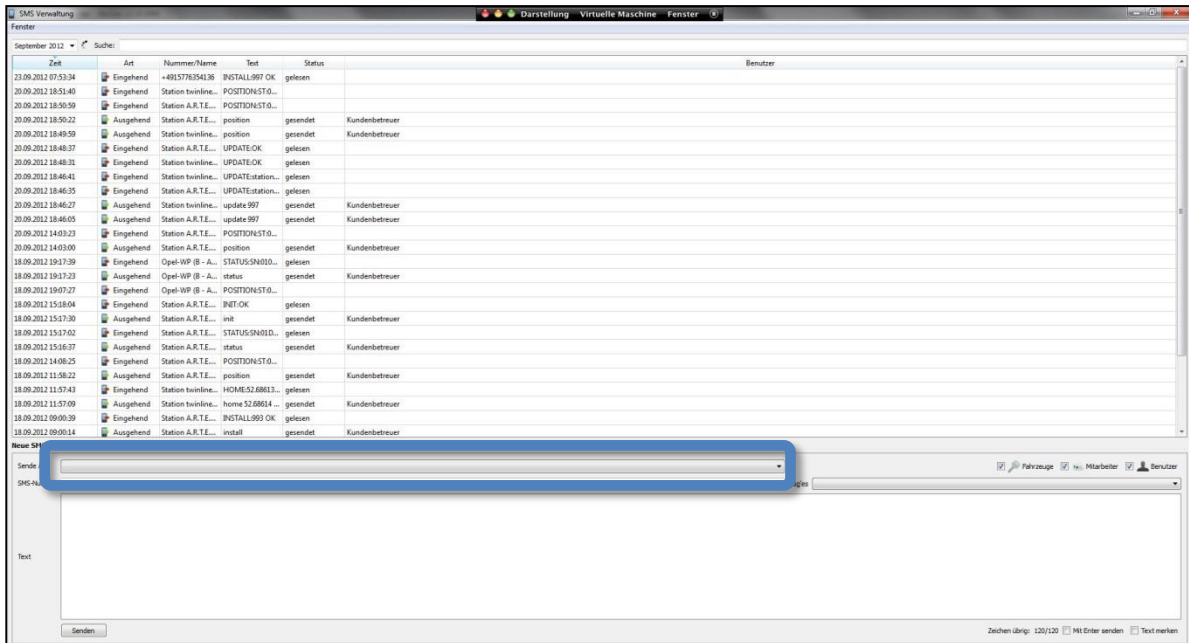 SMS Verwaltung
Darstellung Virtuelle Maschine Fenster
Fenster
September 2012 Suche:
Zeit Art Nummer/Name Text Status Benutzer
23.09.2012 07:53:34 Eingehend +4915776354136 INSTALL:997 OK gelesen
20.09.2012 18:51:40 Eingehend Station twinline... POSITION:ST:0...
20.09.2012 18:50:59 Eingehend Station A.R.T.E.... POSITION:ST:0...
20.09.2012 18:50:22 Ausgehend Station A.R.T.E.... position gesendet Kundenbetreuer
20.09.2012 18:49:59 Ausgehend Station twinline... position gesendet Kundenbetreuer
20.09.2012 18:48:37 Eingehend Station A.R.T.E.... UPDATE:OK gelesen
20.09.2012 18:48:31 Eingehend Station twinline... UPDATE:OK gelesen
20.09.2012 18:46:41 Eingehend Station twinline... UPDATE:station... gelesen
20.09.2012 18:46:35 Eingehend Station A.R.T.E.... UPDATE:station... gelesen
20.09.2012 18:46:27 Ausgehend Station twinline... update 997 gesendet Kundenbetreuer
20.09.2012 18:46:05 Ausgehend Station A.R.T.E.... update 997 gesendet Kundenbetreuer
20.09.2012 14:03:23 Eingehend Station A.R.T.E.... POSITION:ST:0...
20.09.2012 14:03:00 Ausgehend Station A.R.T.E.... position gesendet Kundenbetreuer
18.09.2012 19:17:39 Eingehend Opel-WP (B - A... STATUS:SN:010... gelesen
18.09.2012 19:17:23 Ausgehend Opel-WP (B - A... status gesendet Kundenbetreuer
18.09.2012 19:07:27 Eingehend Opel-WP (B - A... POSITION:ST:0...
18.09.2012 15:18:04 Eingehend Station A.R.T.E.... INIT:OK gelesen
18.09.2012 15:17:30 Ausgehend Station A.R.T.E.... init gesendet Kundenbetreuer
18.09.2012 15:17:02 Eingehend Station A.R.T.E.... STATUS:SN:01D... gelesen
18.09.2012 15:16:37 Ausgehend Station A.R.T.E.... status gesendet Kundenbetreuer
18.09.2012 14:08:25 Eingehend Station A.R.T.E.... POSITION:ST:0...
18.09.2012 11:58:22 Ausgehend Station A.R.T.E.... position gesendet Kundenbetreuer
18.09.2012 11:57:43 Eingehend Station twinline... HOME:52.68613... gelesen
18.09.2012 11:57:09 Ausgehend Station twinline... home 52.68614 ... gesendet Kundenbetreuer
18.09.2012 09:00:39 Eingehend Station A.R.T.E.... INSTALL:993 OK gelesen
18.09.2012 09:00:14 Ausgehend Station A.R.T.E.... install gesendet Kundenbetreuer
Neue SM
Sende Fahrzeuge Mitarbeiter Benutzer
SMS-Nu
Text
Senden Zeichen übrig: 120/120 Mit Enter senden Text merken